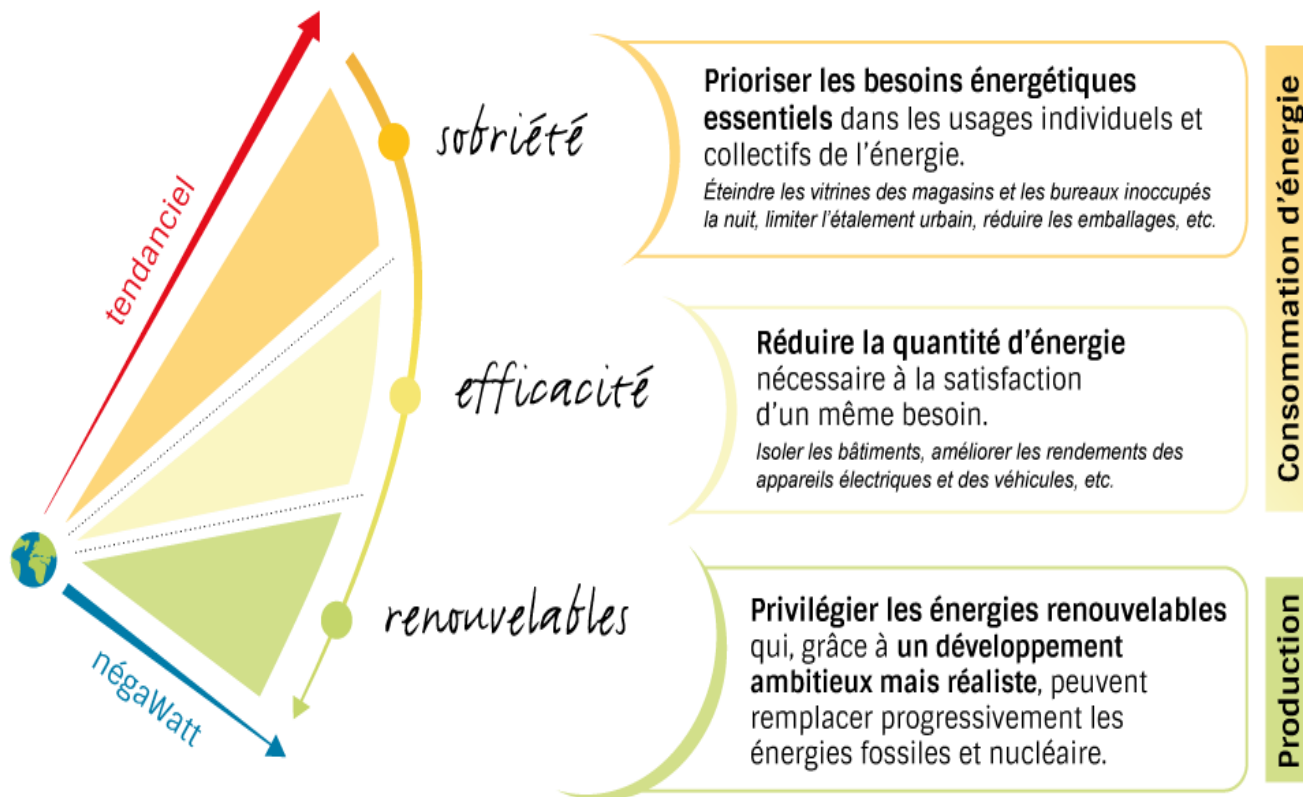 tendanciel
négaWatt
sobriété
Prioriser les besoins énergétiques
essentiels dans les usages individuels et
collectifs de l'énergie.
Éteindre les vitrines des magasins et les bureaux inoccupés
la nuit, limiter l'étalement urbain, réduire les emballages, etc.
efficacité
Réduire la quantité d'énergie
nécessaire à la satisfaction
d'un même besoin.
Isoler les bâtiments, améliorer les rendements des
appareils électriques et des véhicules, etc.
Consommation d'énergie
renouvelables
Privilégier les énergies renouvelables
qui, grâce à un développement
ambitieux mais réaliste, peuvent
remplacer progressivement les
énergies fossiles et nucléaire.
Production